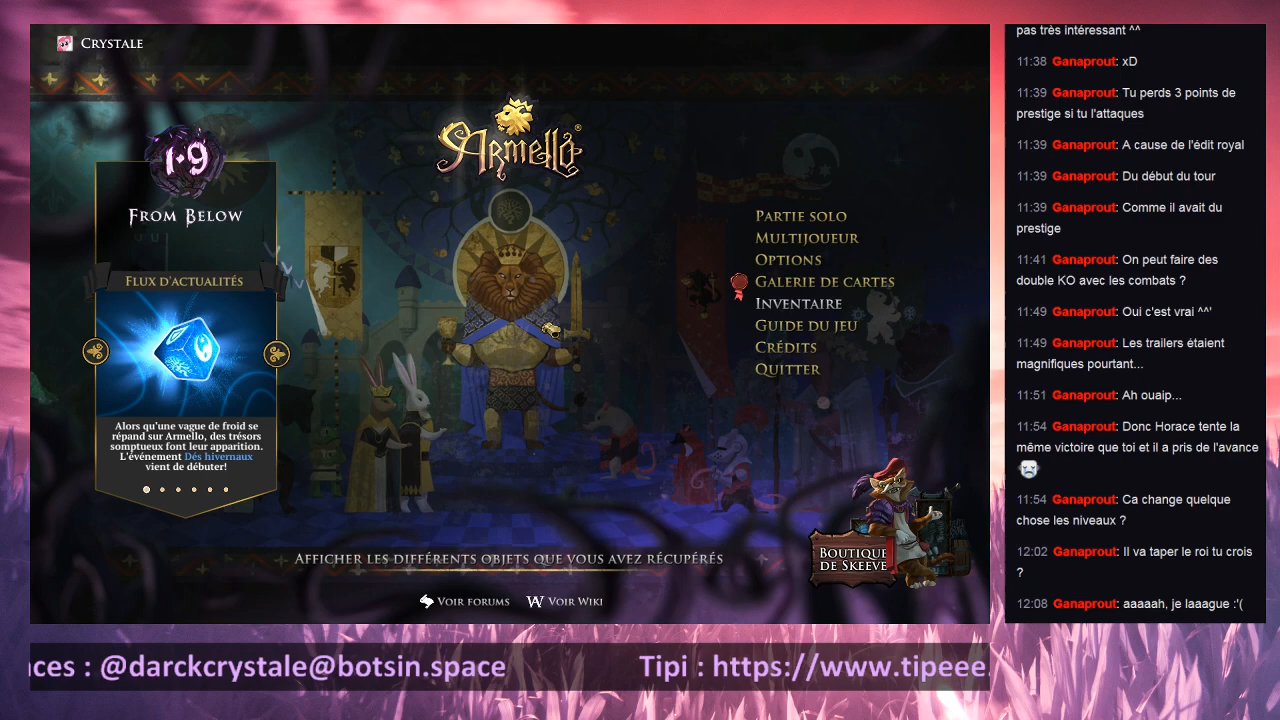 Crystale
Armello
1·9
From Below
Flux d'actualités
Alors qu'une vague de froid se
répand sur Armello, des trésors
somptueux font leur apparition.
L'événement Dés hivernaux
vient de débuter!
Partie solo
Multijoueur
Options
Galerie de cartes
Inventaire
Guide du jeu
Crédits
Quitter
Boutique
de Skeeve
Afficher les différents objets que vous avez récupérés
Voir forums
Voir Wiki
pas très intéressant ^^
11:38 Ganaprout: xD
11:39 Ganaprout: Tu perds 3 points de
prestige si tu l'attaques
11:39 Ganaprout: A cause de l'édit royal
11:39 Ganaprout: Du début du tour
11:39 Ganaprout: Comme il avait du
prestige
11:41 Ganaprout: On peut faire des
double KO avec les combats ?
11:49 Ganaprout: Oui c'est vrai ^^'
11:49 Ganaprout: Les trailers étaient
magnifiques pourtant...
11:51 Ganaprout: Ah ouaip...
11:54 Ganaprout: Donc Horace tente la
même victoire que toi et il a pris de l'avance
11:54 Ganaprout: Ca change quelque
chose les niveaux ?
12:02 Ganaprout: Il va taper le roi tu crois
?
12:08 Ganaprout: aaaaah, je laaague :'(
nces : @darckcrystale@botsin.space
Tipi : https://www.tipeee.